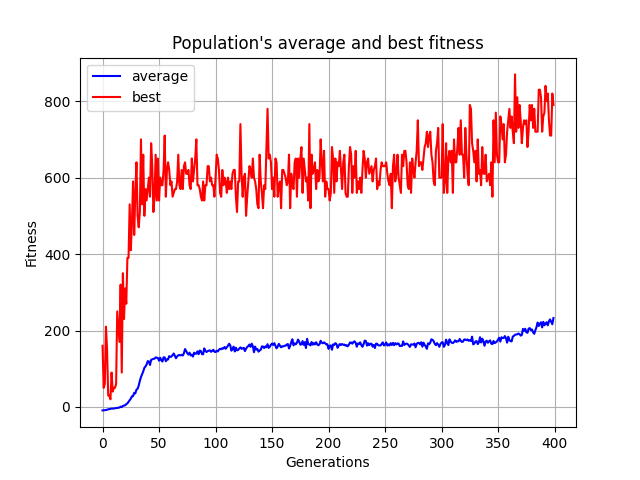 Population's average and best fitness
average
best
800
600
400
200
0
Fitness
0 50 100 150 200 250 300 350 400
Generations